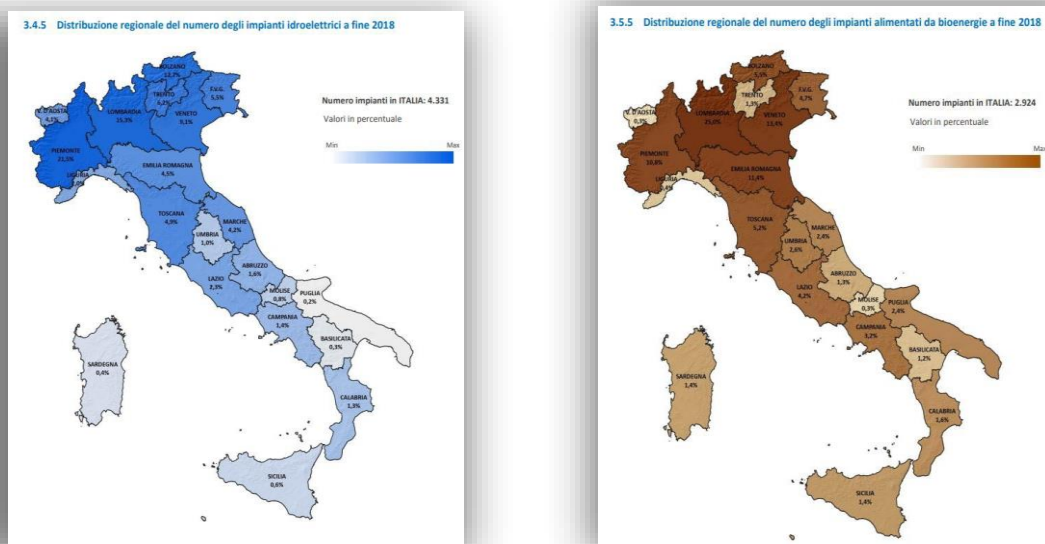 3.4.5 Distribuzione regionale del numero degli impianti idroelettrici a fine 2018
Numero impianti in ITALIA: 4.331
Valori in percentuale
Min
Max
BOLZANO
12,7%
TRENTO
F.V.G.
5,5%
V. D'AOSTA
4,1%
LOMBARDIA
15,3%
VENETO
9,1%
PIEMONTE
LIGURIA
EMILIA ROMAGNA
4,5%
TOSCANA
4,9%
MARCHE
4,2%
UMBRIA
1,0%
ABRUZZO
1,6%
LAZIO
2,3%
MOLISE
0,8%
PUGLIA
0,2%
CAMPANIA
1,4%
BASILICATA
0,3%
SARDEGNA
0,4%
CALABRIA
1,3%
SICILIA
0,6%
3.5.5 Distribuzione regionale del numero degli impianti alimentati da bioenergie a fine 2018
Numero impianti in ITALIA: 2.924
Valori in percentuale
Min
Max
BOLZANO
5,5%
TRENTO
1,3%
F.V.G.
4,7%
V. D'AOSTA
0,3%
LOMBARDIA
VENETO
PIEMONTE
10,8%
LIGURIA
EMILIA ROMAGNA
11,4%
TOSCANA
5,2%
MARCHE
2,4%
UMBRIA
2,6%
ABRUZZO
1,3%
LAZIO
4,2%
MOLISE
0,3%
PUGLIA
2,4%
CAMPANIA
3,2%
BASILICATA
1,2%
SARDEGNA
1,4%
CALABRIA
1,6%
SICILIA
1,4%